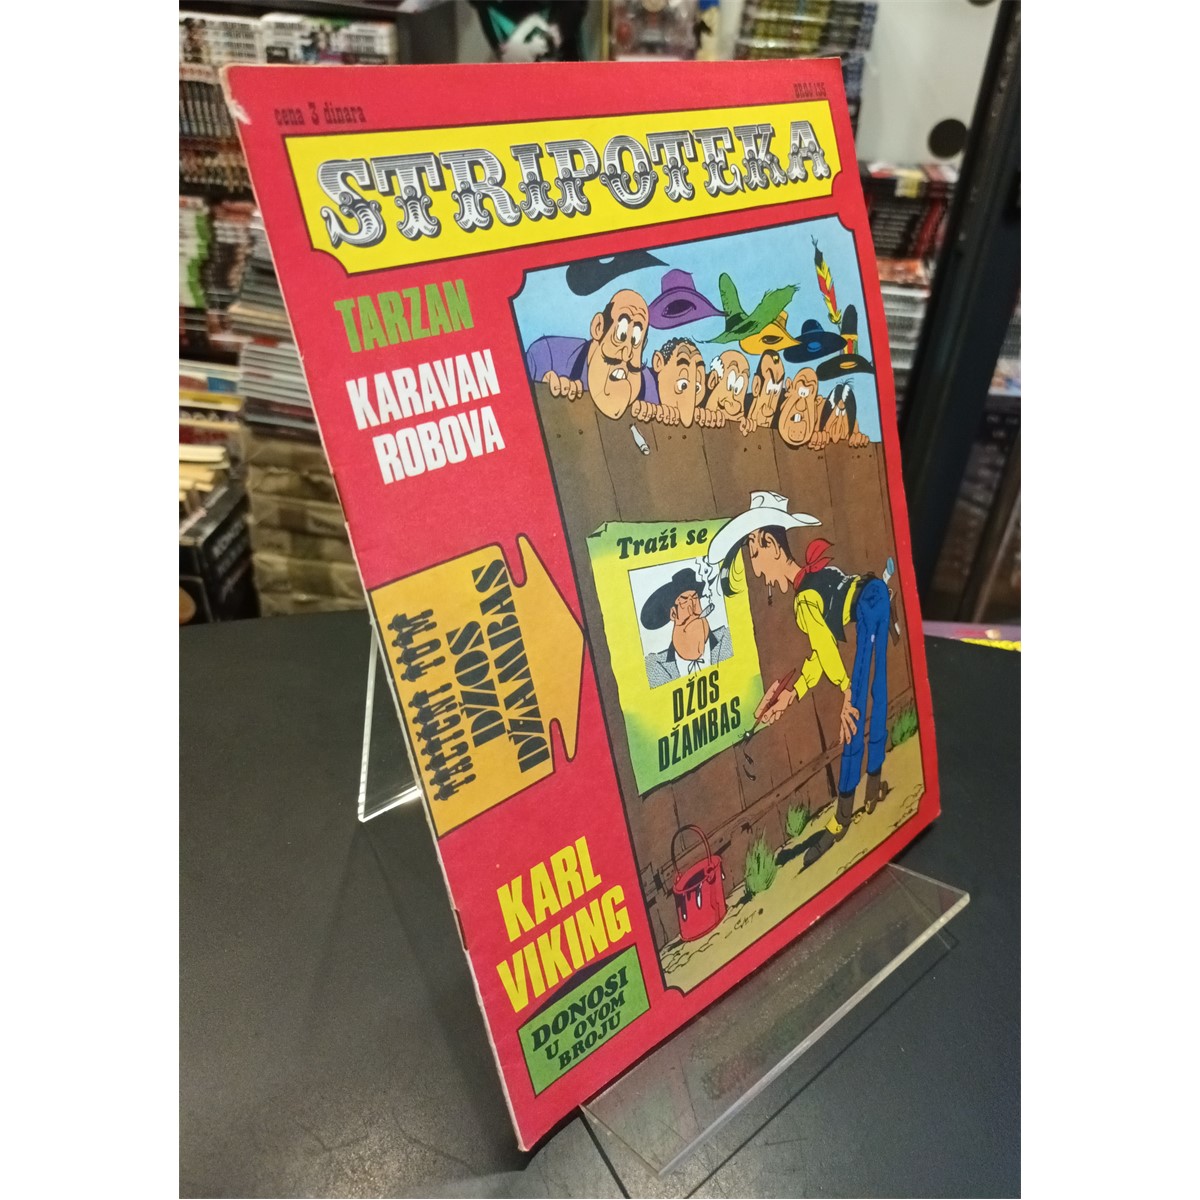 cena 3 dinara
STRIPOTEKA
TARZAN
KARAVAN
ROBOVA
TALIČNI TOM
DŽOS
DŽAMBAS
KARL
VIKING
DONOSI
U OVOM
BROJU
Traži se
DŽOS
DŽAMBAS